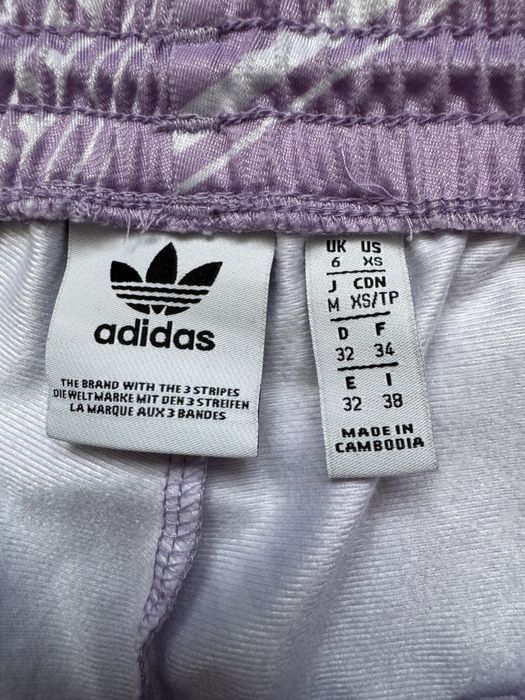 adidas
THE BRAND WITH THE 3 STRIPES
DIE WELTMARKE MIT DEN 3 STREIFEN
LA MARQUE AUX 3 BANDES
UK US
6 XS
J CDN
M XS/TP
D F
32 34
E I
32 38
MADE IN
CAMBODIA